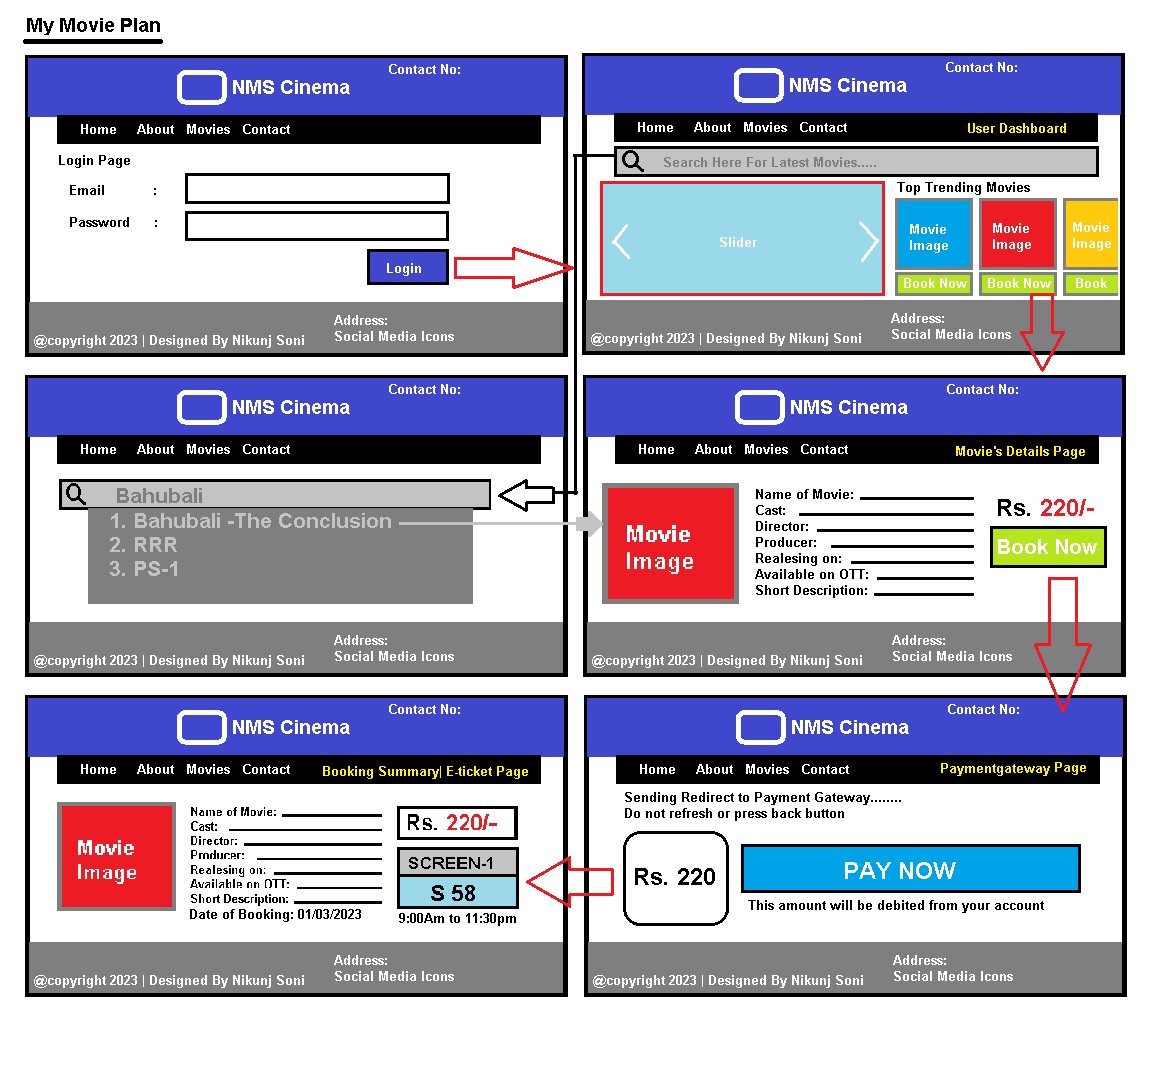 My Movie Plan
Contact No:
NMS Cinema
Home About Movies Contact
Login Page
Email :
Password :
Login
Address:
Social Media Icons
@copyright 2023 | Designed By Nikunj Soni
Contact No:
NMS Cinema
Home About Movies Contact User Dashboard
Search Here For Latest Movies.....
Top Trending Movies
Slider
Movie
Image
Movie
Image
Movie
Image
Book Now Book Now Book
Address:
Social Media Icons
@copyright 2023 | Designed By Nikunj Soni
Contact No:
NMS Cinema
Home About Movies Contact
Bahubali
1. Bahubali -The Conclusion
2. RRR
3. PS-1
Address:
Social Media Icons
@copyright 2023 | Designed By Nikunj Soni
Contact No:
NMS Cinema
Home About Movies Contact Movie's Details Page
Movie
Image
Name of Movie:
Cast:
Director:
Producer:
Realesing on:
Available on OTT:
Short Description:
Rs. 220/-
Book Now
Address:
Social Media Icons
@copyright 2023 | Designed By Nikunj Soni
Contact No:
NMS Cinema
Home About Movies Contact Booking Summary| E-ticket Page
Movie
Image
Name of Movie:
Cast:
Director:
Producer:
Realesing on:
Available on OTT:
Short Description:
Date of Booking: 01/03/2023
Rs. 220/-
SCREEN-1
S 58
9:00Am to 11:30pm
Address:
Social Media Icons
@copyright 2023 | Designed By Nikunj Soni
Contact No:
NMS Cinema
Home About Movies Contact Paymentgateway Page
Sending Redirect to Payment Gateway........
Do not refresh or press back button
Rs. 220
PAY NOW
This amount will be debited from your account
Address:
Social Media Icons
@copyright 2023 | Designed By Nikunj Soni